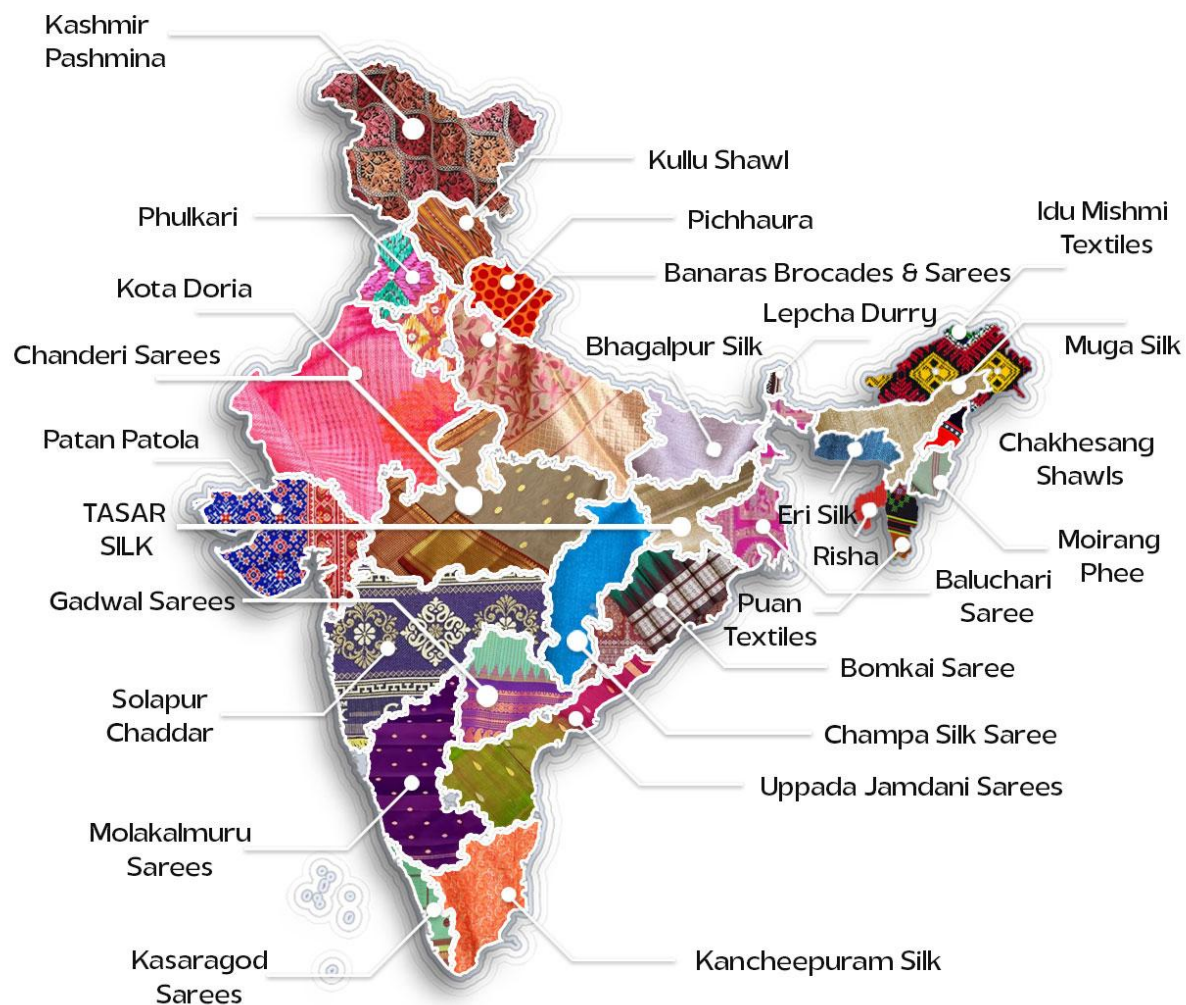 Kashmir
Pashmina
Kullu Shawl
Phulkari
Pichhaura
Idu Mishmi
Textiles
Kota Doria
Banaras Brocades & Sarees
Lepcha Durry
Chanderi Sarees
Bhagalpur Silk
Muga Silk
Patan Patola
Chakhesang
Shawls
TASAR
SILK
Eri Silk
Risha
Moirang
Phee
Gadwal Sarees
Puan
Textiles
Baluchari
Saree
Bomkai Saree
Solapur
Chaddar
Champa Silk Saree
Uppada Jamdani Sarees
Molakalmuru
Sarees
Kasaragod
Sarees
Kancheepuram Silk